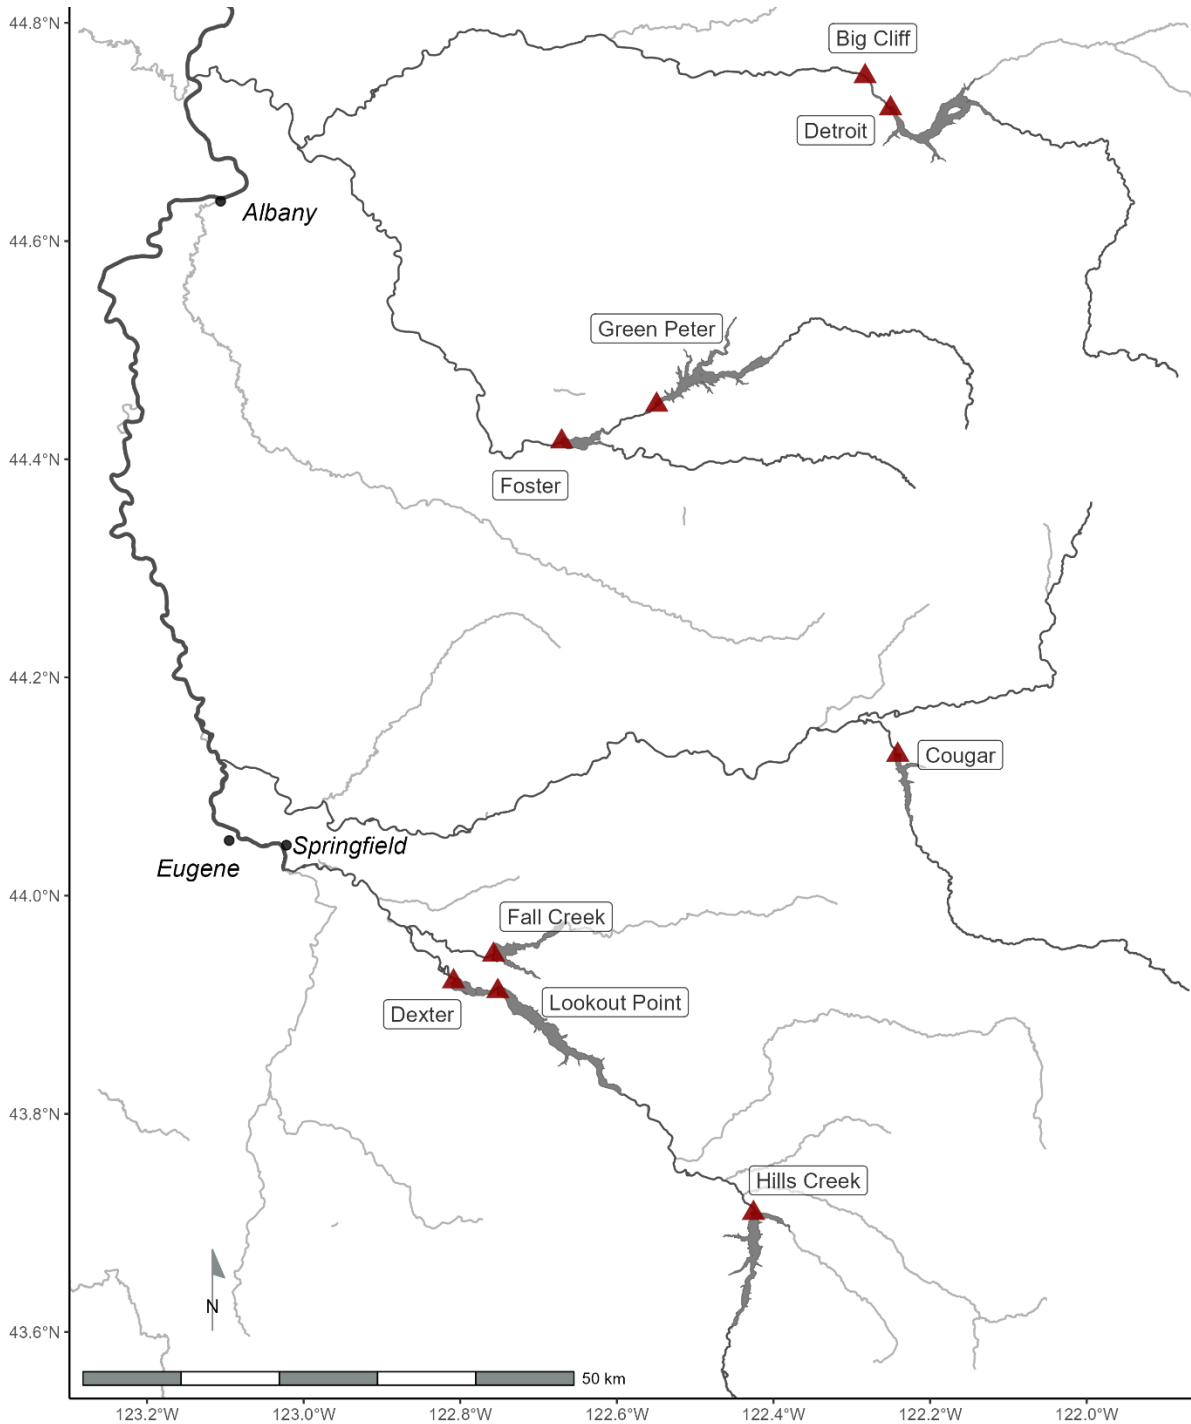 44.8°N
Big Cliff
Detroit
Albany
44.6°N
Green Peter
44.4°N
Foster
44.2°N
Cougar
Springfield
Eugene
44.0°N
Fall Creek
Lookout Point
Dexter
43.8°N
Hills Creek
N
43.6°N
50 km
123.2°W 123.0°W 122.8°W 122.6°W 122.4°W 122.2°W 122.0°W